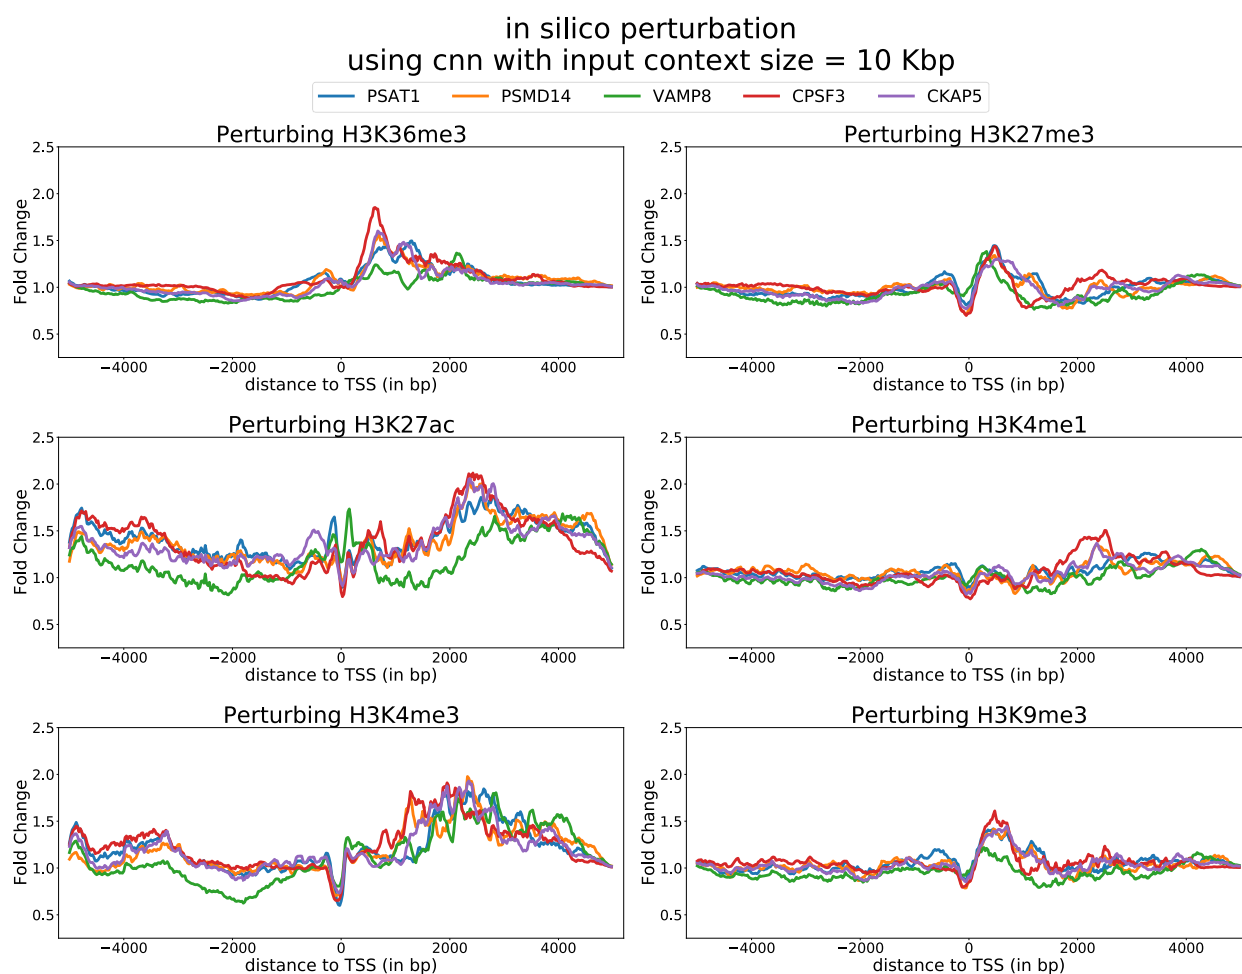 in silico perturbation
using cnn with input context size = 10 Kbp
PSAT1 PSMD14 VAMP8 CPSF3 CKAP5
Perturbing H3K36me3
2.5
2.0
1.5
1.0
0.5
Fold Change
−4000 −2000 0 2000 4000
distance to TSS (in bp)
Perturbing H3K27me3
2.5
2.0
1.5
1.0
0.5
Fold Change
−4000 −2000 0 2000 4000
distance to TSS (in bp)
Perturbing H3K27ac
2.5
2.0
1.5
1.0
0.5
Fold Change
−4000 −2000 0 2000 4000
distance to TSS (in bp)
Perturbing H3K4me1
2.5
2.0
1.5
1.0
0.5
Fold Change
−4000 −2000 0 2000 4000
distance to TSS (in bp)
Perturbing H3K4me3
2.5
2.0
1.5
1.0
0.5
Fold Change
−4000 −2000 0 2000 4000
distance to TSS (in bp)
Perturbing H3K9me3
2.5
2.0
1.5
1.0
0.5
Fold Change
−4000 −2000 0 2000 4000
distance to TSS (in bp)